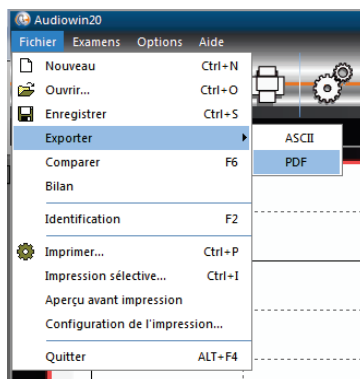 Audiowin20
Fichier Examens Options Aide
Nouveau Ctrl+N
Ouvrir... Ctrl+O
Enregistrer Ctrl+S
Exporter ASCII
Comparer F6 PDF
Bilan
Identification F2
Imprimer... Ctrl+P
Impression sélective... Ctrl+I
Aperçu avant impression
Configuration de l'impression...
Quitter ALT+F4